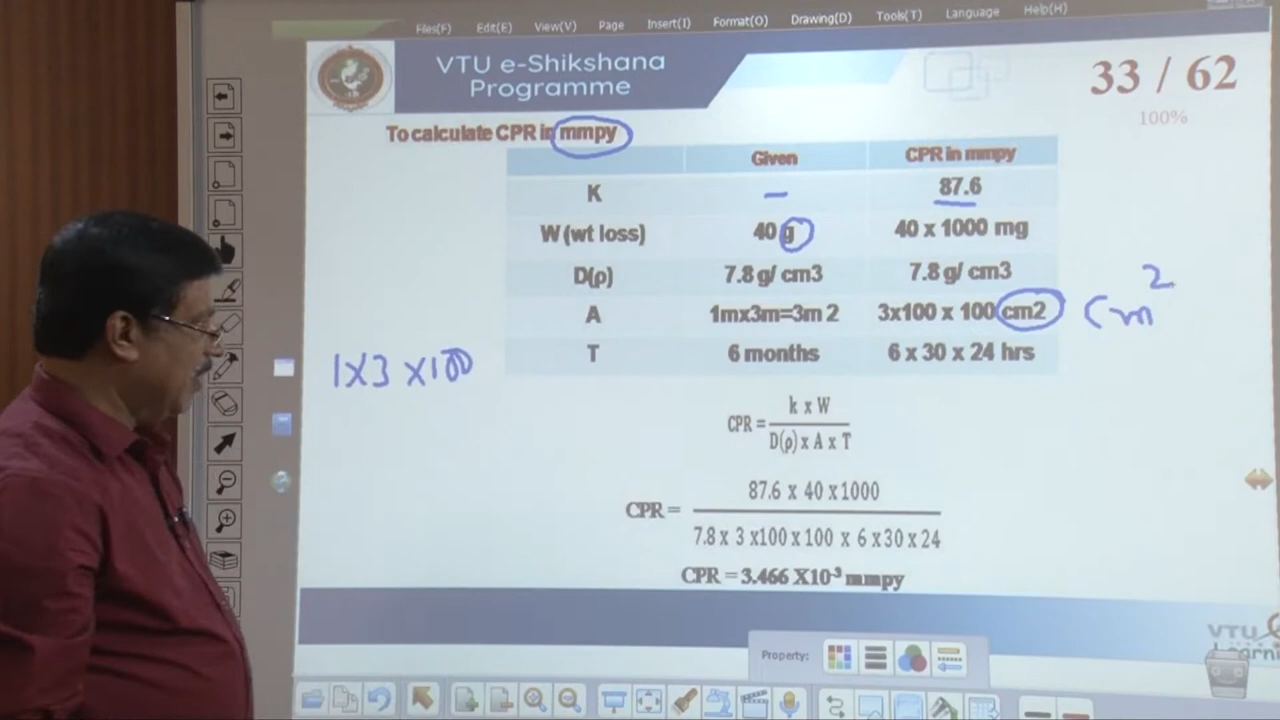 Files(F) Edit(E) View(V) Page Insert(I) Format(O) Drawing(D) Tools(T) Language Help(H)
VTU e-Shikshana
Programme
33 / 62
100%
To calculate CPR in mmpy
Given CPR in mmpy
K – 87.6
W (wt loss) 40 g 40 x 1000 mg
D(ρ) 7.8 g/ cm3 7.8 g/ cm3
A 1mx3m=3m 2 3x100 x 100 cm2 cm2
T 6 months 6 x 30 x 24 hrs
1x3 x100
k x W
CPR =
D(ρ) x A x T
87.6 x 40 x1000
CPR =
7.8 x 3 x100 x 100 x 6 x 30 x 24
CPR = 3.466 X10-3 mmpy
VTU
Property: